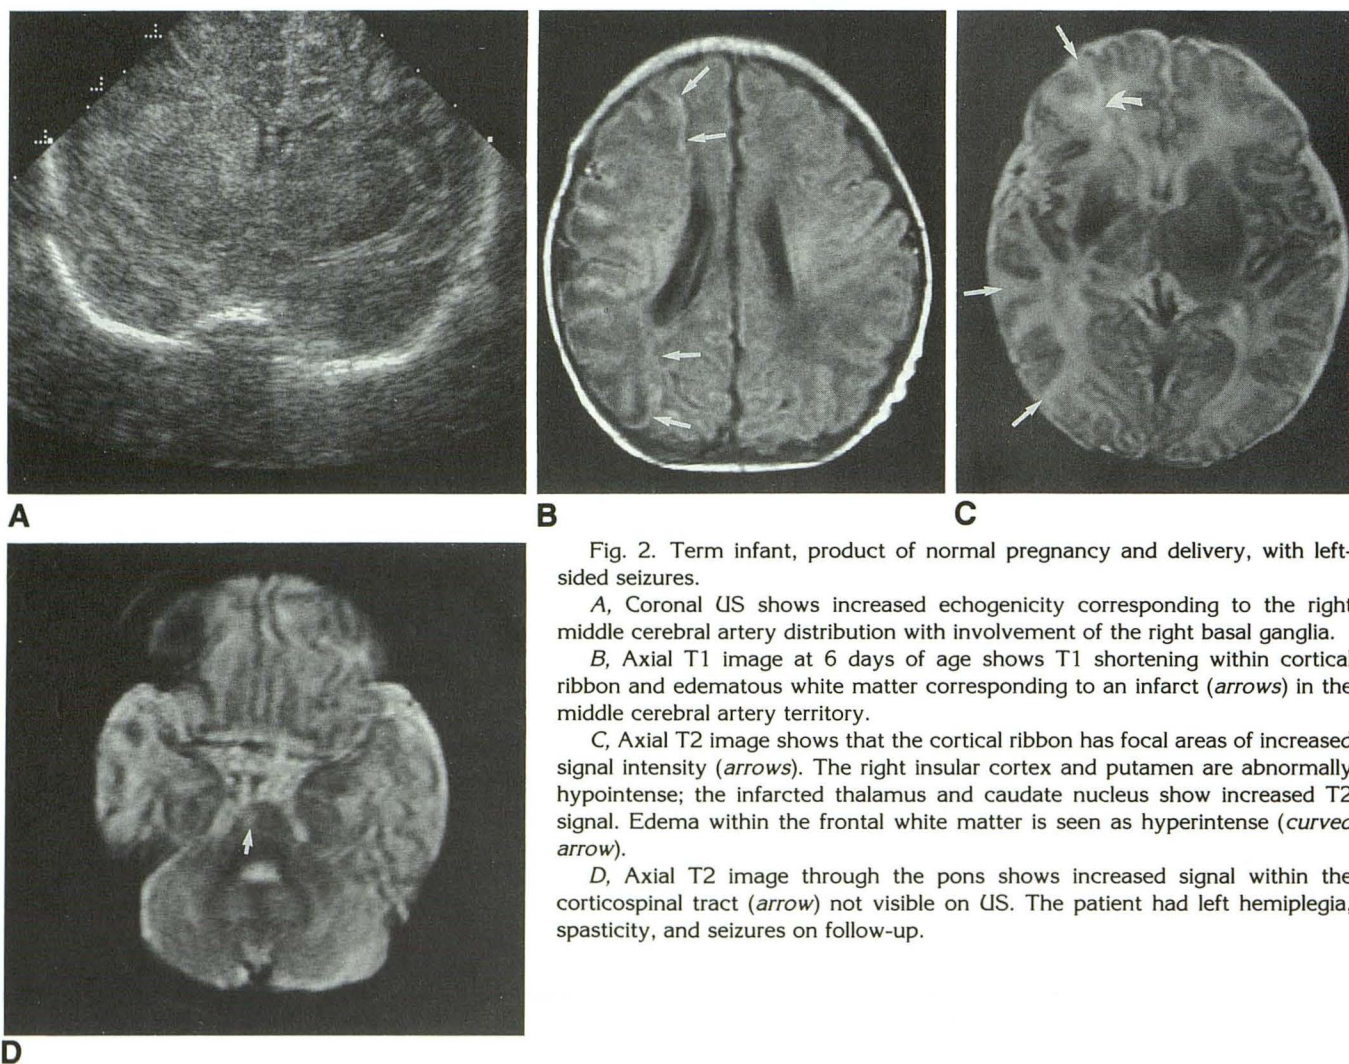 A
B
C
D
Fig. 2. Term infant, product of normal pregnancy and delivery, with left-
sided seizures.
A, Coronal US shows increased echogenicity corresponding to the right
middle cerebral artery distribution with involvement of the right basal ganglia.
B, Axial T1 image at 6 days of age shows T1 shortening within cortical
ribbon and edematous white matter corresponding to an infarct (arrows) in the
middle cerebral artery territory.
C, Axial T2 image shows that the cortical ribbon has focal areas of increased
signal intensity (arrows). The right insular cortex and putamen are abnormally
hypointense; the infarcted thalamus and caudate nucleus show increased T2
signal. Edema within the frontal white matter is seen as hyperintense (curved
arrow).
D, Axial T2 image through the pons shows increased signal within the
corticospinal tract (arrow) not visible on US. The patient had left hemiplegia,
spasticity, and seizures on follow-up.